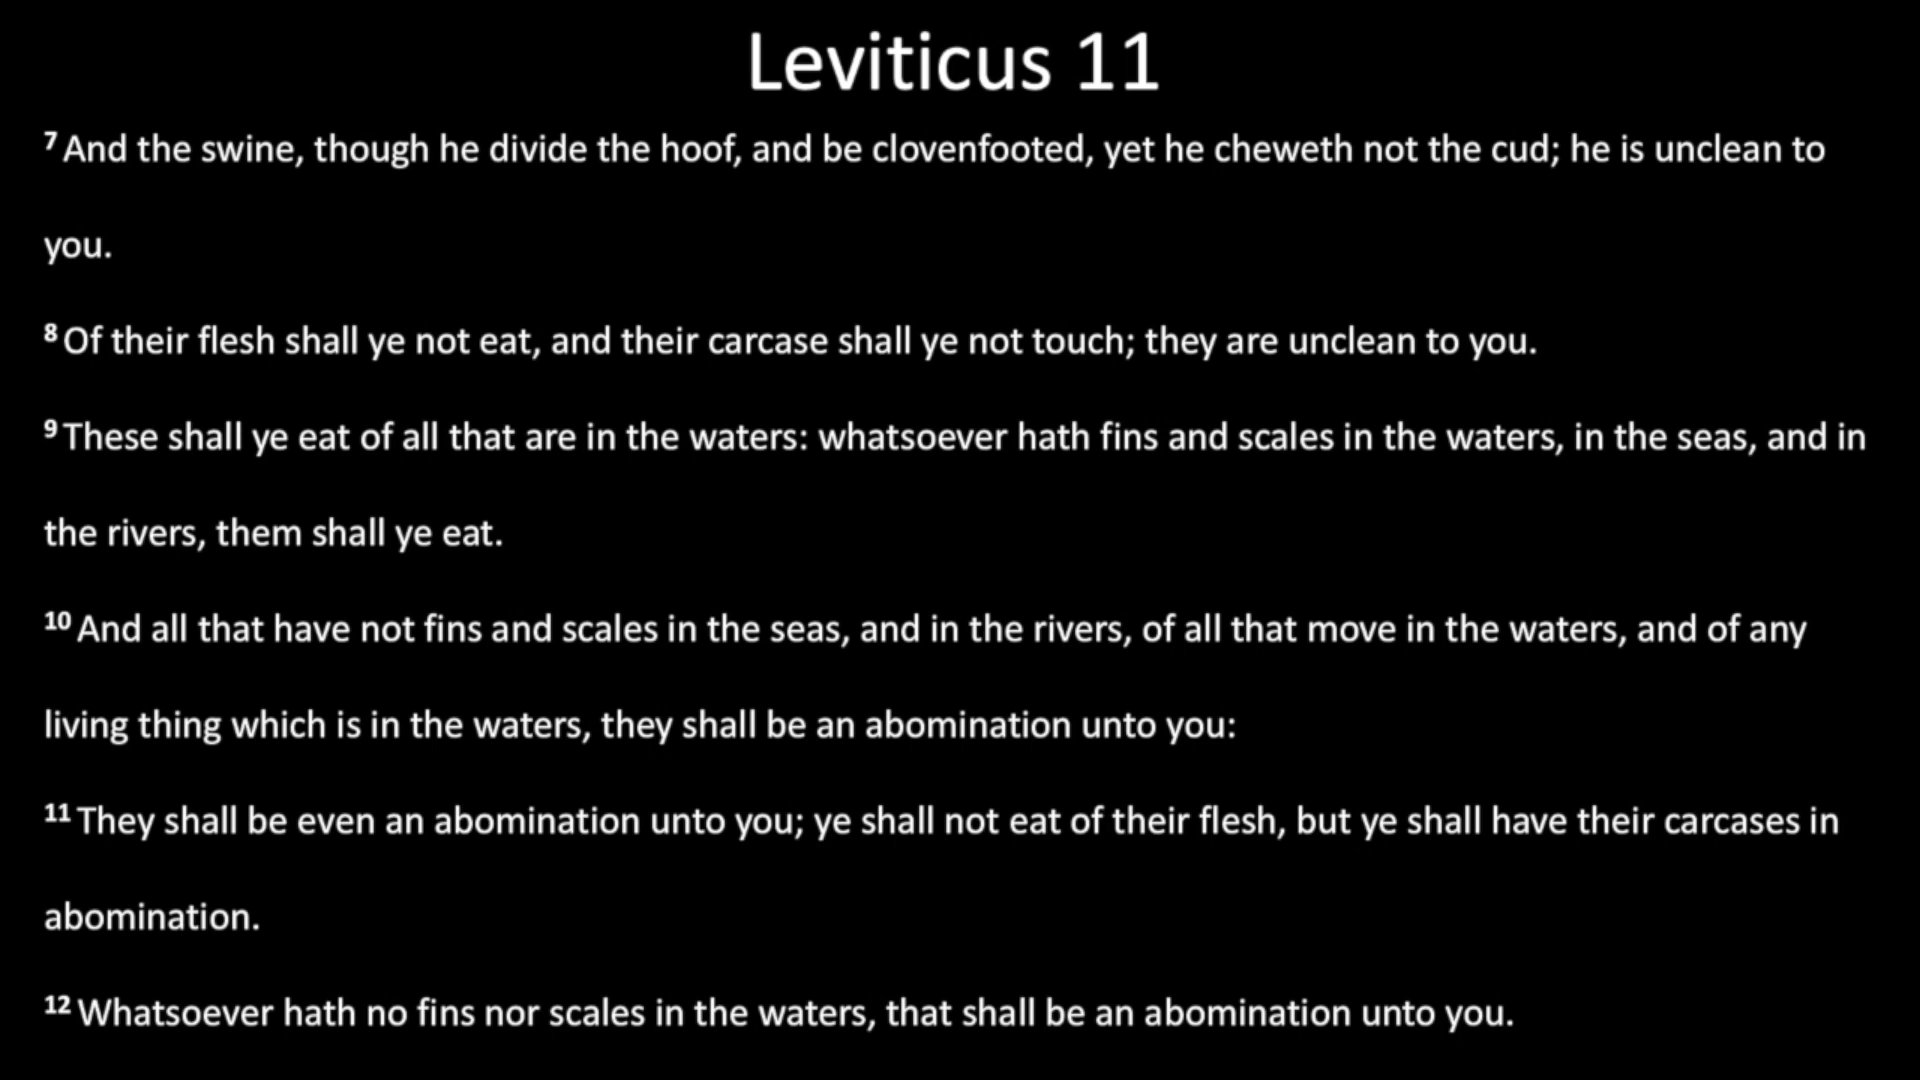 Leviticus 11
7 And the swine, though he divide the hoof, and be clovenfooted, yet he cheweth not the cud; he is unclean to
you.
8 Of their flesh shall ye not eat, and their carcase shall ye not touch; they are unclean to you.
9 These shall ye eat of all that are in the waters: whatsoever hath fins and scales in the waters, in the seas, and in
the rivers, them shall ye eat.
10 And all that have not fins and scales in the seas, and in the rivers, of all that move in the waters, and of any
living thing which is in the waters, they shall be an abomination unto you:
11 They shall be even an abomination unto you; ye shall not eat of their flesh, but ye shall have their carcases in
abomination.
12 Whatsoever hath no fins nor scales in the waters, that shall be an abomination unto you.